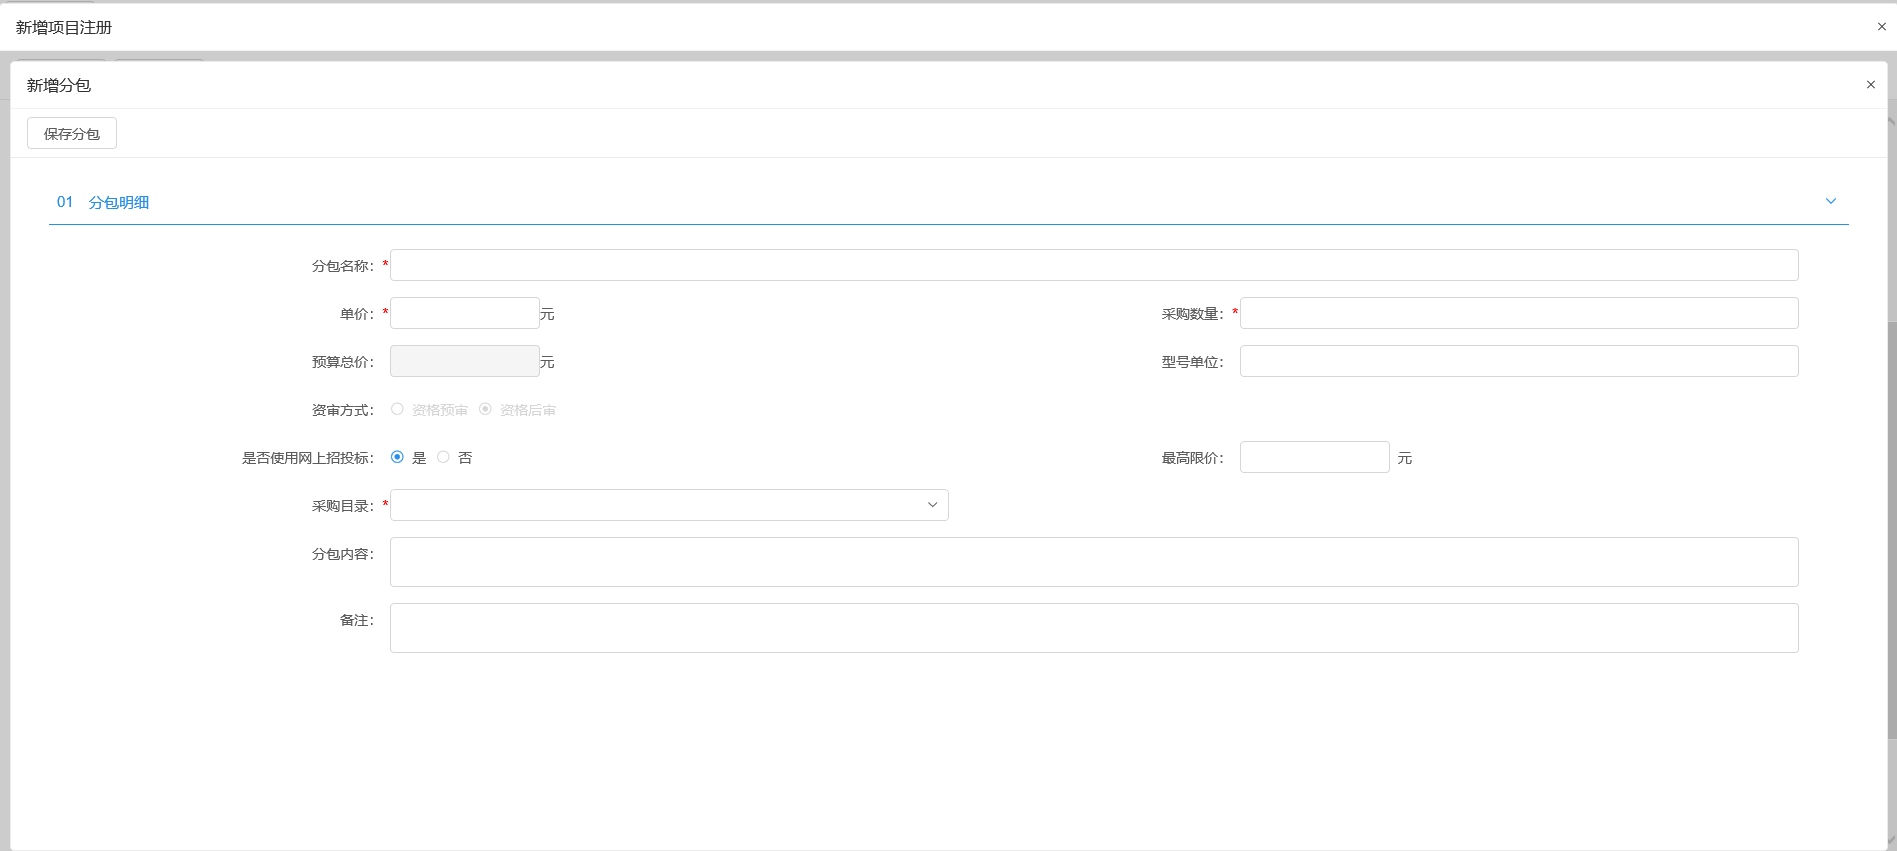 新增项目注册
新增分包
保存分包
01 分包明细
分包名称：*
单价：* 元 采购数量：*
预算总价： 元 型号单位：
资审方式： 资格预审 资格后审
是否使用网上招投标： 是 否 最高限价： 元
采购目录：*
分包内容：
备注：